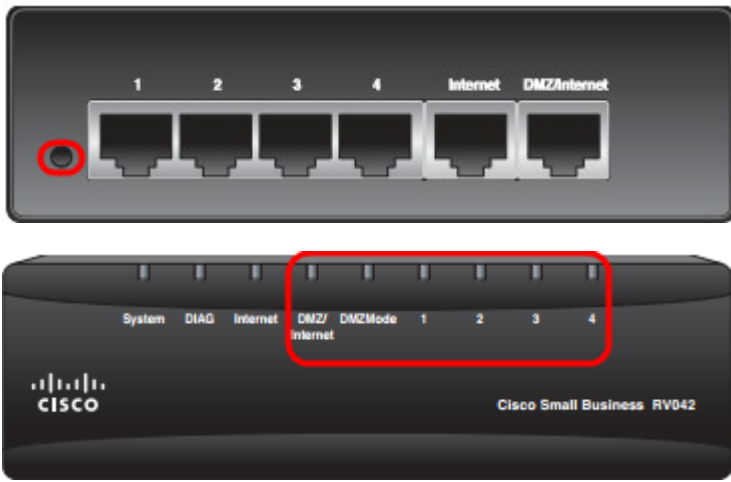 1 2 3 4 Internet DMZ/Internet
System DIAG Internet DMZ/ DMZMode 1 2 3 4
Internet
CISCO
Cisco Small Business RV042